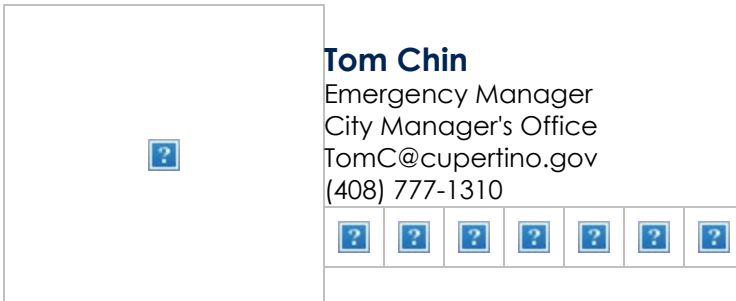 Tom Chin
Emergency Manager
City Manager's Office
TomC@cupertino.gov
(408) 777-1310